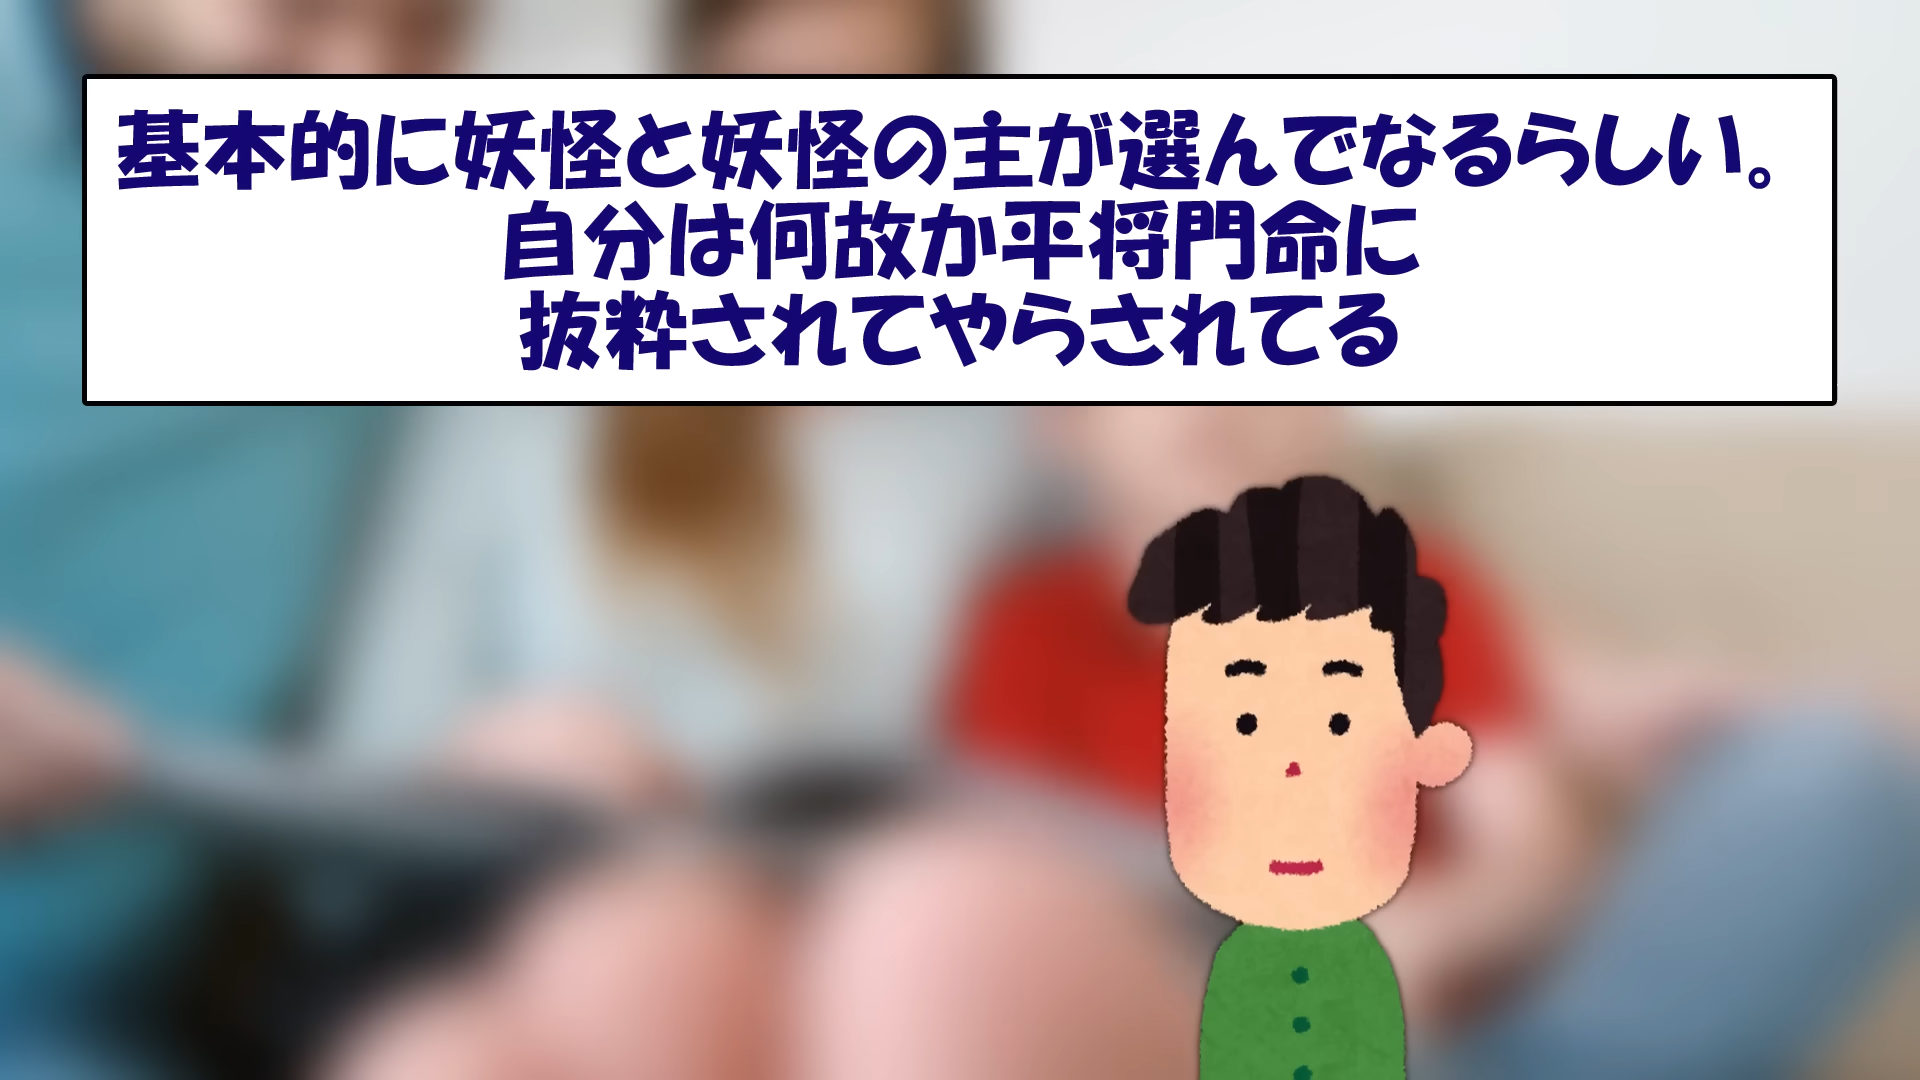 基本的に妖怪と妖怪の主が選んでなるらしい。
自分は何故か平将門命に
抜粋されてやらされてる